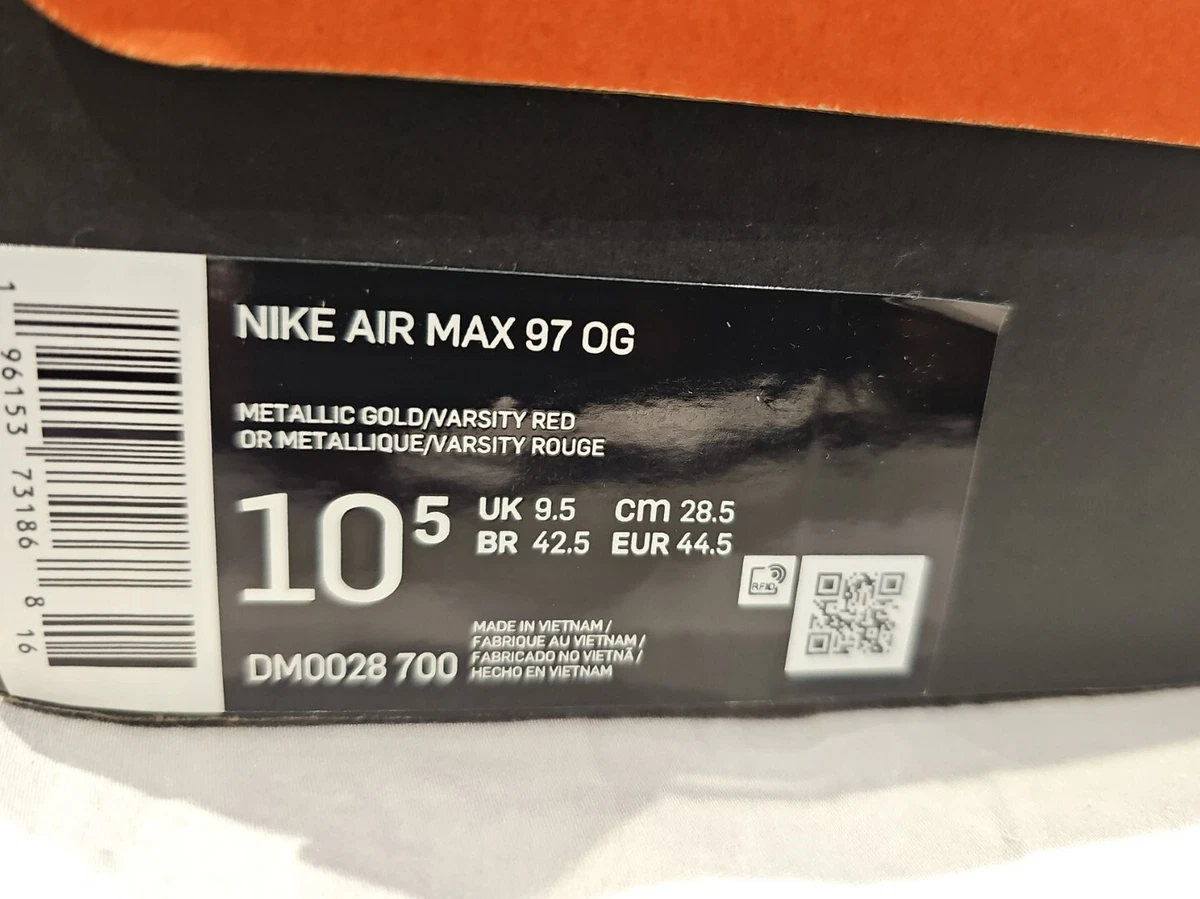 1 96153 73186 8 16
NIKE AIR MAX 97 OG
METALLIC GOLD/VARSITY RED
OR METALLIQUE/VARSITY ROUGE
10 5
UK 9.5 cm 28.5
BR 42.5 EUR 44.5
RFID
MADE IN VIETNAM /
FABRIQUE AU VIETNAM /
FABRICADO NO VIETNÃ /
HECHO EN VIETNAM
DM0028 700